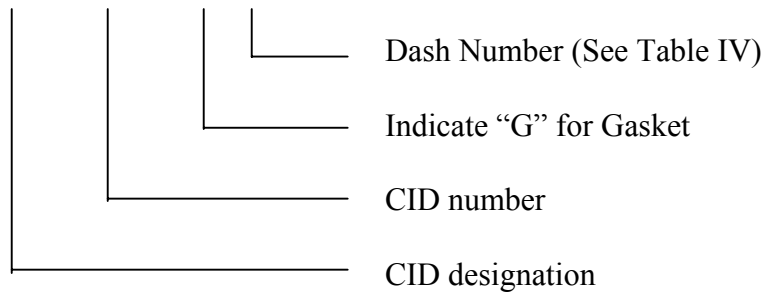 Dash Number (See Table IV)
Indicate “G” for Gasket
CID number
CID designation